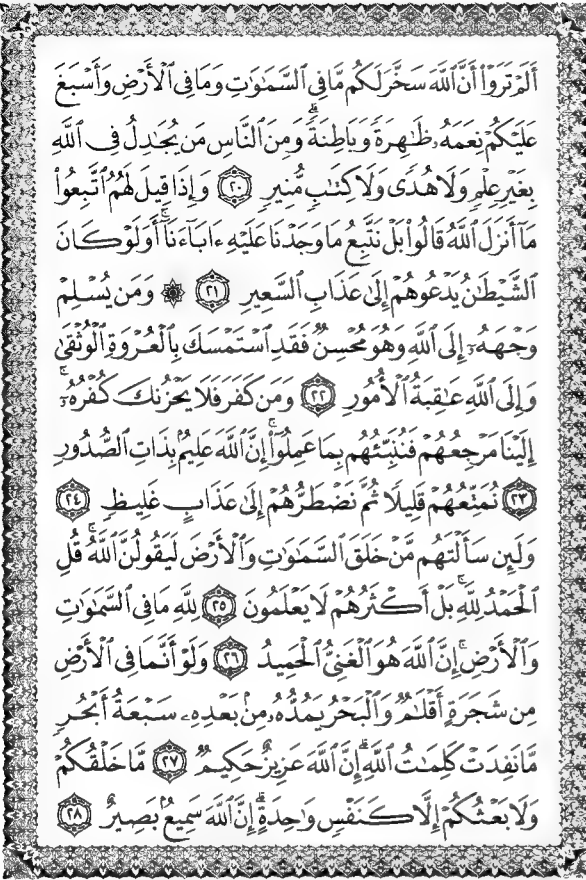 أَلَمْ تَرَوْا۟ أَنَّ ٱللَّهَ سَخَّرَ لَكُم مَّا فِى ٱلسَّمَٰوَٰتِ وَمَا فِى ٱلْأَرْضِ وَأَسْبَغَ
عَلَيْكُمْ نِعَمَهُۥ ظَٰهِرَةً وَبَاطِنَةً ۗ وَمِنَ ٱلنَّاسِ مَن يُجَٰدِلُ فِى ٱللَّهِ
بِغَيْرِ عِلْمٍ وَلَا هُدًى وَلَا كِتَٰبٍ مُّنِيرٍ ٢٠ وَإِذَا قِيلَ لَهُمُ ٱتَّبِعُوا۟
مَآ أَنزَلَ ٱللَّهُ قَالُوا۟ بَلْ نَتَّبِعُ مَا وَجَدْنَا عَلَيْهِ ءَابَآءَنَآ ۚ أَوَلَوْ كَانَ
ٱلشَّيْطَٰنُ يَدْعُوهُمْ إِلَىٰ عَذَابِ ٱلسَّعِيرِ ٢١ ۞ وَمَن يُسْلِمْ
وَجْهَهُۥٓ إِلَى ٱللَّهِ وَهُوَ مُحْسِنٌ فَقَدِ ٱسْتَمْسَكَ بِٱلْعُرْوَةِ ٱلْوُثْقَىٰ ۗ
وَإِلَى ٱللَّهِ عَٰقِبَةُ ٱلْأُمُورِ ٢٢ وَمَن كَفَرَ فَلَا يَحْزُنكَ كُفْرُهُۥٓ ۚ
إِلَيْنَا مَرْجِعُهُمْ فَنُنَبِّئُهُم بِمَا عَمِلُوٓا۟ ۚ إِنَّ ٱللَّهَ عَلِيمٌۢ بِذَاتِ ٱلصُّدُورِ
٢٣ نُمَتِّعُهُمْ قَلِيلًا ثُمَّ نَضْطَرُّهُمْ إِلَىٰ عَذَابٍ غَلِيظٍ ٢٤
وَلَئِن سَأَلْتَهُم مَّنْ خَلَقَ ٱلسَّمَٰوَٰتِ وَٱلْأَرْضَ لَيَقُولُنَّ ٱللَّهُ ۚ قُلِ
ٱلْحَمْدُ لِلَّهِ ۚ بَلْ أَكْثَرُهُمْ لَا يَعْلَمُونَ ٢٥ لِلَّهِ مَا فِى ٱلسَّمَٰوَٰتِ
وَٱلْأَرْضِ ۚ إِنَّ ٱللَّهَ هُوَ ٱلْغَنِىُّ ٱلْحَمِيدُ ٢٦ وَلَوْ أَنَّمَا فِى ٱلْأَرْضِ
مِن شَجَرَةٍ أَقْلَٰمٌ وَٱلْبَحْرُ يَمُدُّهُۥ مِنۢ بَعْدِهِۦ سَبْعَةُ أَبْحُرٍ
مَّا نَفِدَتْ كَلِمَٰتُ ٱللَّهِ ۗ إِنَّ ٱللَّهَ عَزِيزٌ حَكِيمٌ ٢٧ مَّا خَلْقُكُمْ
وَلَا بَعْثُكُمْ إِلَّا كَنَفْسٍ وَٰحِدَةٍ ۗ إِنَّ ٱللَّهَ سَمِيعٌۢ بَصِيرٌ ٢٨